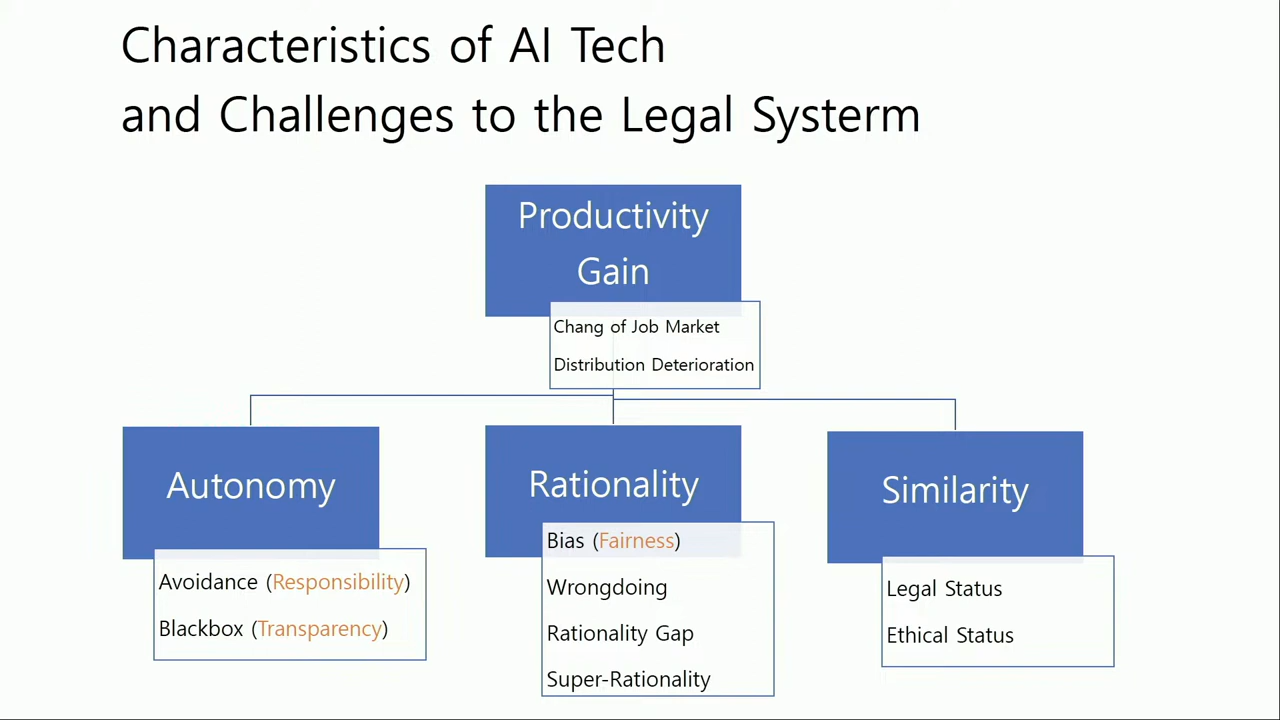 Characteristics of AI Tech
and Challenges to the Legal Systerm
Productivity
Gain
Chang of Job Market
Distribution Deterioration
Autonomy
Avoidance (Responsibility)
Blackbox (Transparency)
Rationality
Bias (Fairness)
Wrongdoing
Rationality Gap
Super-Rationality
Similarity
Legal Status
Ethical Status